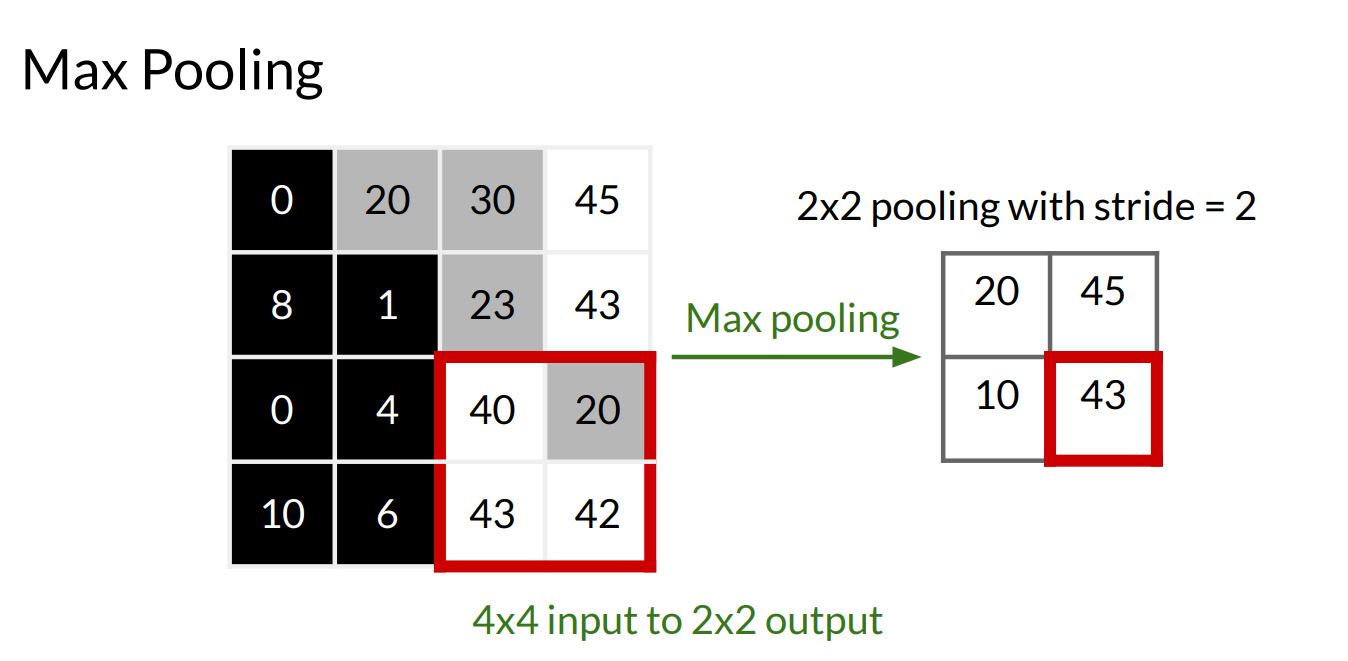 Max Pooling
0 20 30 45
2x2 pooling with stride = 2
8 1 23 43
20 45
Max pooling
0 4 40 20
10 43
10 6 43 42
4x4 input to 2x2 output